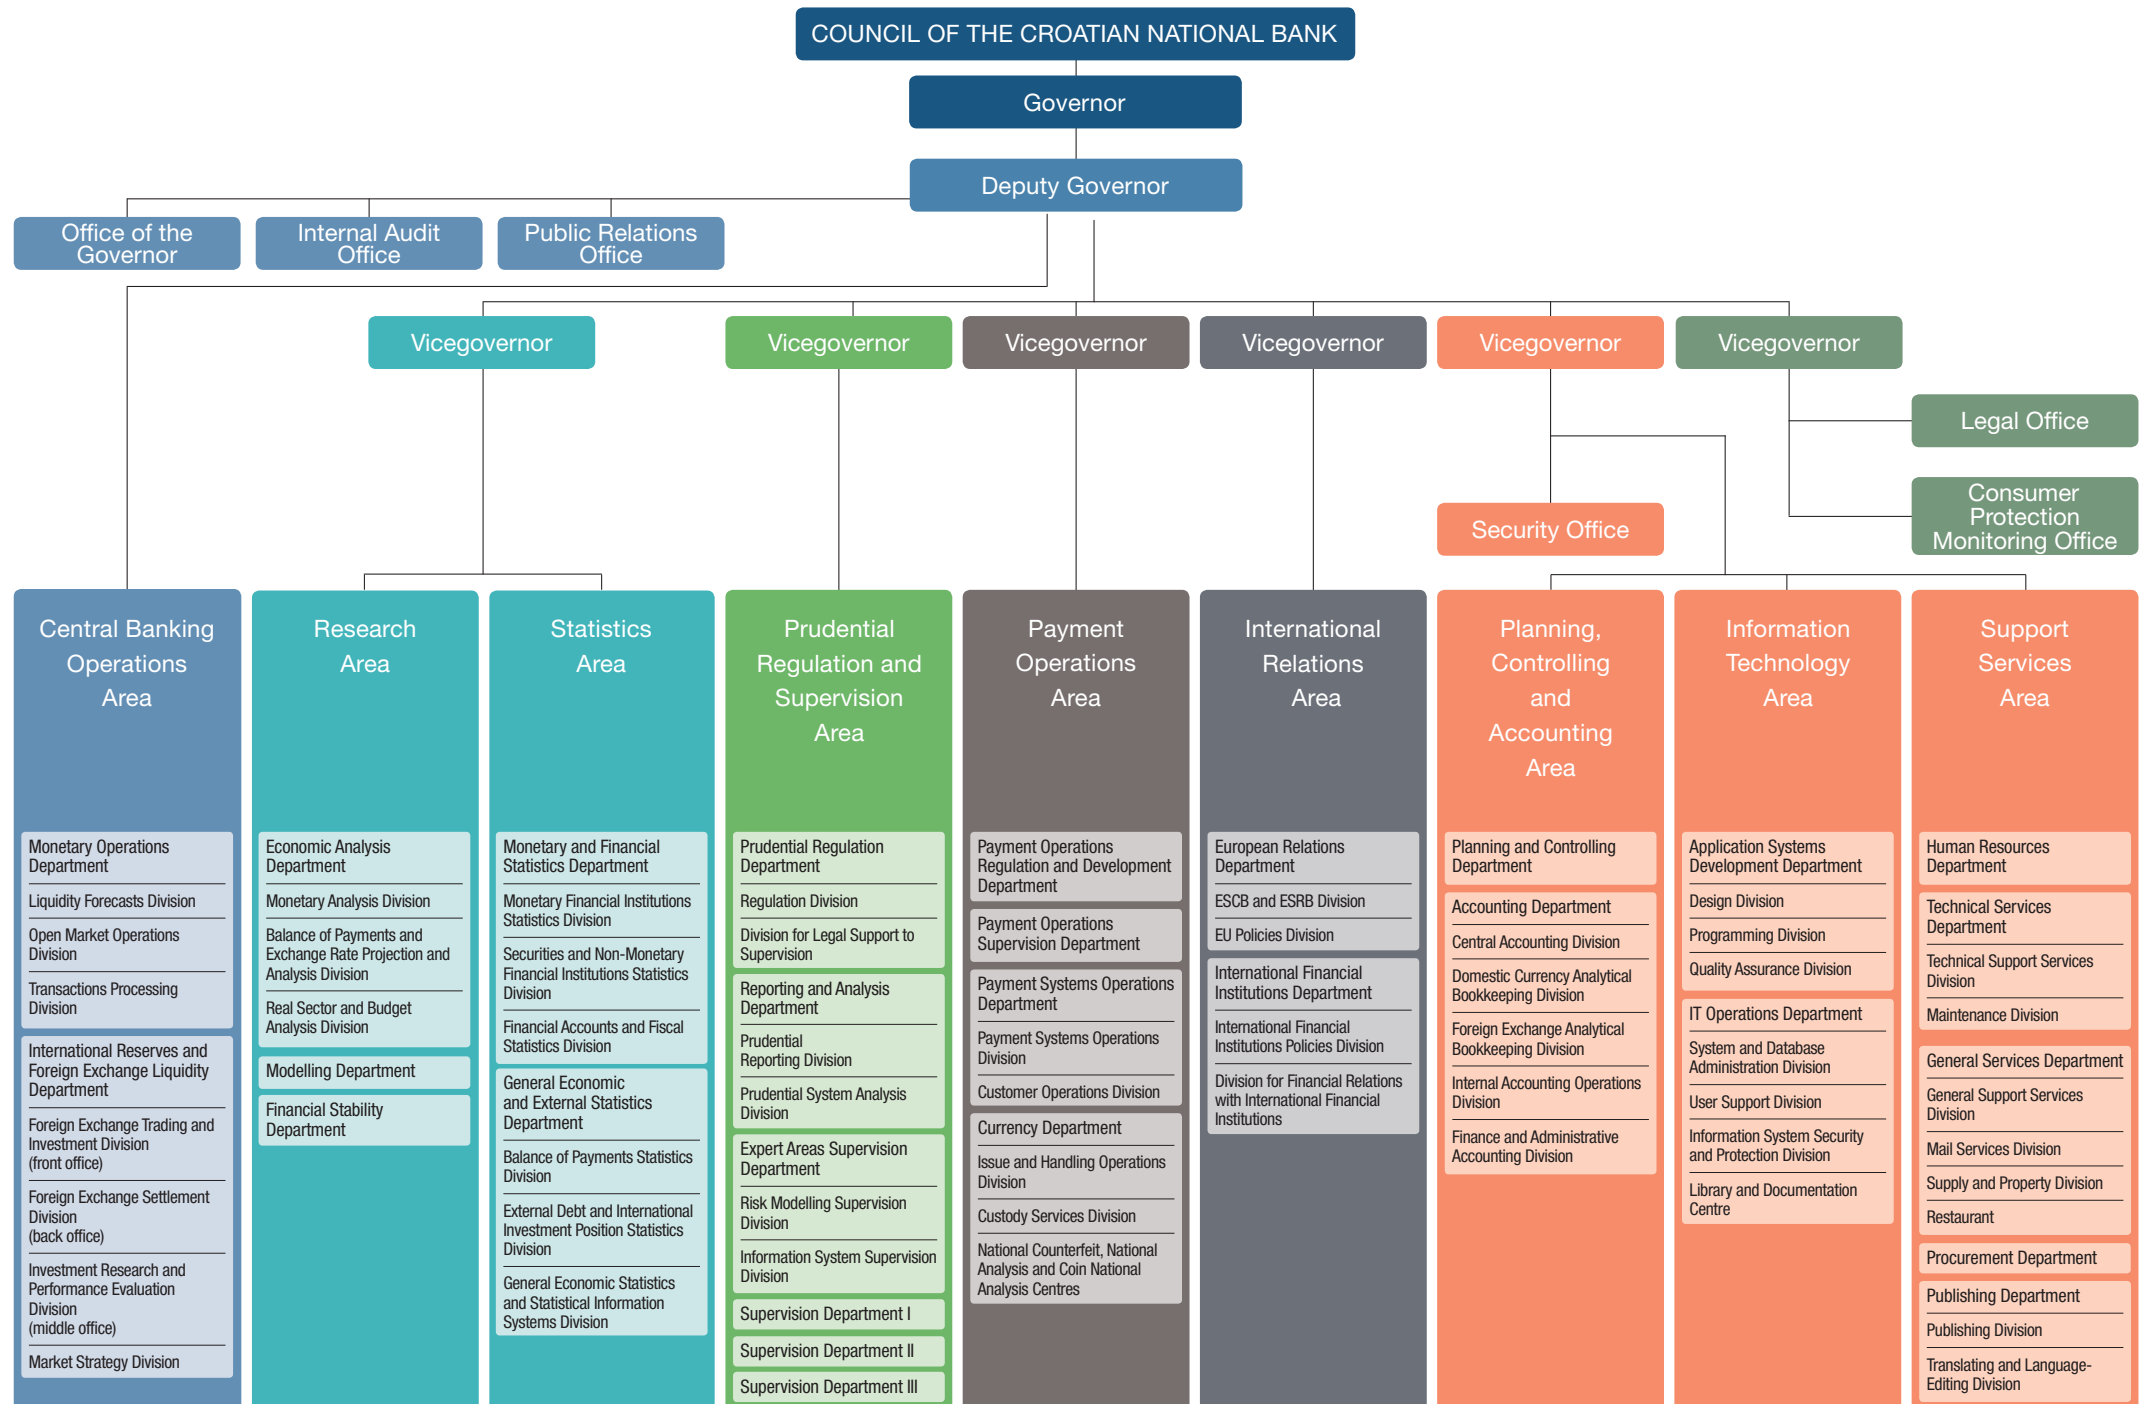 COUNCIL OF THE CROATIAN NATIONAL BANK
Governor
Deputy Governor
Office of the
Governor
Internal Audit
Office
Public Relations
Office
Vicegovernor
Vicegovernor
Vicegovernor
Vicegovernor
Vicegovernor
Vicegovernor
Legal Office
Consumer
Protection
Monitoring Office
Security Office
Central Banking
Operations
Area
Monetary Operations
Department
Liquidity Forecasts Division
Open Market Operations
Division
Transactions Processing
Division
International Reserves and
Foreign Exchange Liquidity
Department
Foreign Exchange Trading and
Investment Division
(front office)
Foreign Exchange Settlement
Division
(back office)
Investment Research and
Performance Evaluation
Division
(middle office)
Market Strategy Division
Research
Area
Economic Analysis
Department
Monetary Analysis Division
Balance of Payments and
Exchange Rate Projection and
Analysis Division
Real Sector and Budget
Analysis Division
Modelling Department
Financial Stability
Department
Statistics
Area
Monetary and Financial
Statistics Department
Monetary Financial Institutions
Statistics Division
Securities and Non-Monetary
Financial Institutions Statistics
Division
Financial Accounts and Fiscal
Statistics Division
General Economic
and External Statistics
Department
Balance of Payments Statistics
Division
External Debt and International
Investment Position Statistics
Division
General Economic Statistics
and Statistical Information
Systems Division
Prudential
Regulation and
Supervision
Area
Prudential Regulation
Department
Regulation Division
Division for Legal Support to
Supervision
Reporting and Analysis
Department
Prudential
Reporting Division
Prudential System Analysis
Division
Expert Areas Supervision
Department
Risk Modelling Supervision
Division
Information System Supervision
Division
Supervision Department I
Supervision Department II
Supervision Department III
Payment
Operations
Area
Payment Operations
Regulation and Development
Department
Payment Operations
Supervision Department
Payment Systems Operations
Department
Payment Systems Operations
Division
Customer Operations Division
Currency Department
Issue and Handling Operations
Division
Custody Services Division
National Counterfeit, National
Analysis and Coin National
Analysis Centres
International
Relations
Area
European Relations
Department
ESCB and ESRB Division
EU Policies Division
International Financial
Institutions Department
International Financial
Institutions Policies Division
Division for Financial Relations
with International Financial
Institutions
Planning,
Controlling
and
Accounting
Area
Planning and Controlling
Department
Accounting Department
Central Accounting Division
Domestic Currency Analytical
Bookkeeping Division
Foreign Exchange Analytical
Bookkeeping Division
Internal Accounting Operations
Division
Finance and Administrative
Accounting Division
Information
Technology
Area
Application Systems
Development Department
Design Division
Programming Division
Quality Assurance Division
IT Operations Department
System and Database
Administration Division
User Support Division
Information System Security
and Protection Division
Library and Documentation
Centre
Support
Services
Area
Human Resources
Department
Technical Services
Department
Technical Support Services
Division
Maintenance Division
General Services Department
General Support Services
Division
Mail Services Division
Supply and Property Division
Restaurant
Procurement Department
Publishing Department
Publishing Division
Translating and Language-
Editing Division